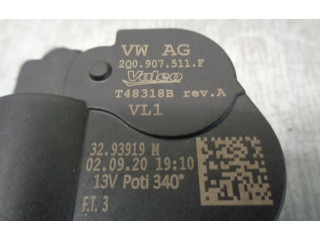 VW AG
2Q0.907.511.F
Valeo
T48318B rev.A
VL1
32.93919 M
02.09.20 19:10
13V Poti 340°
F.T. 3